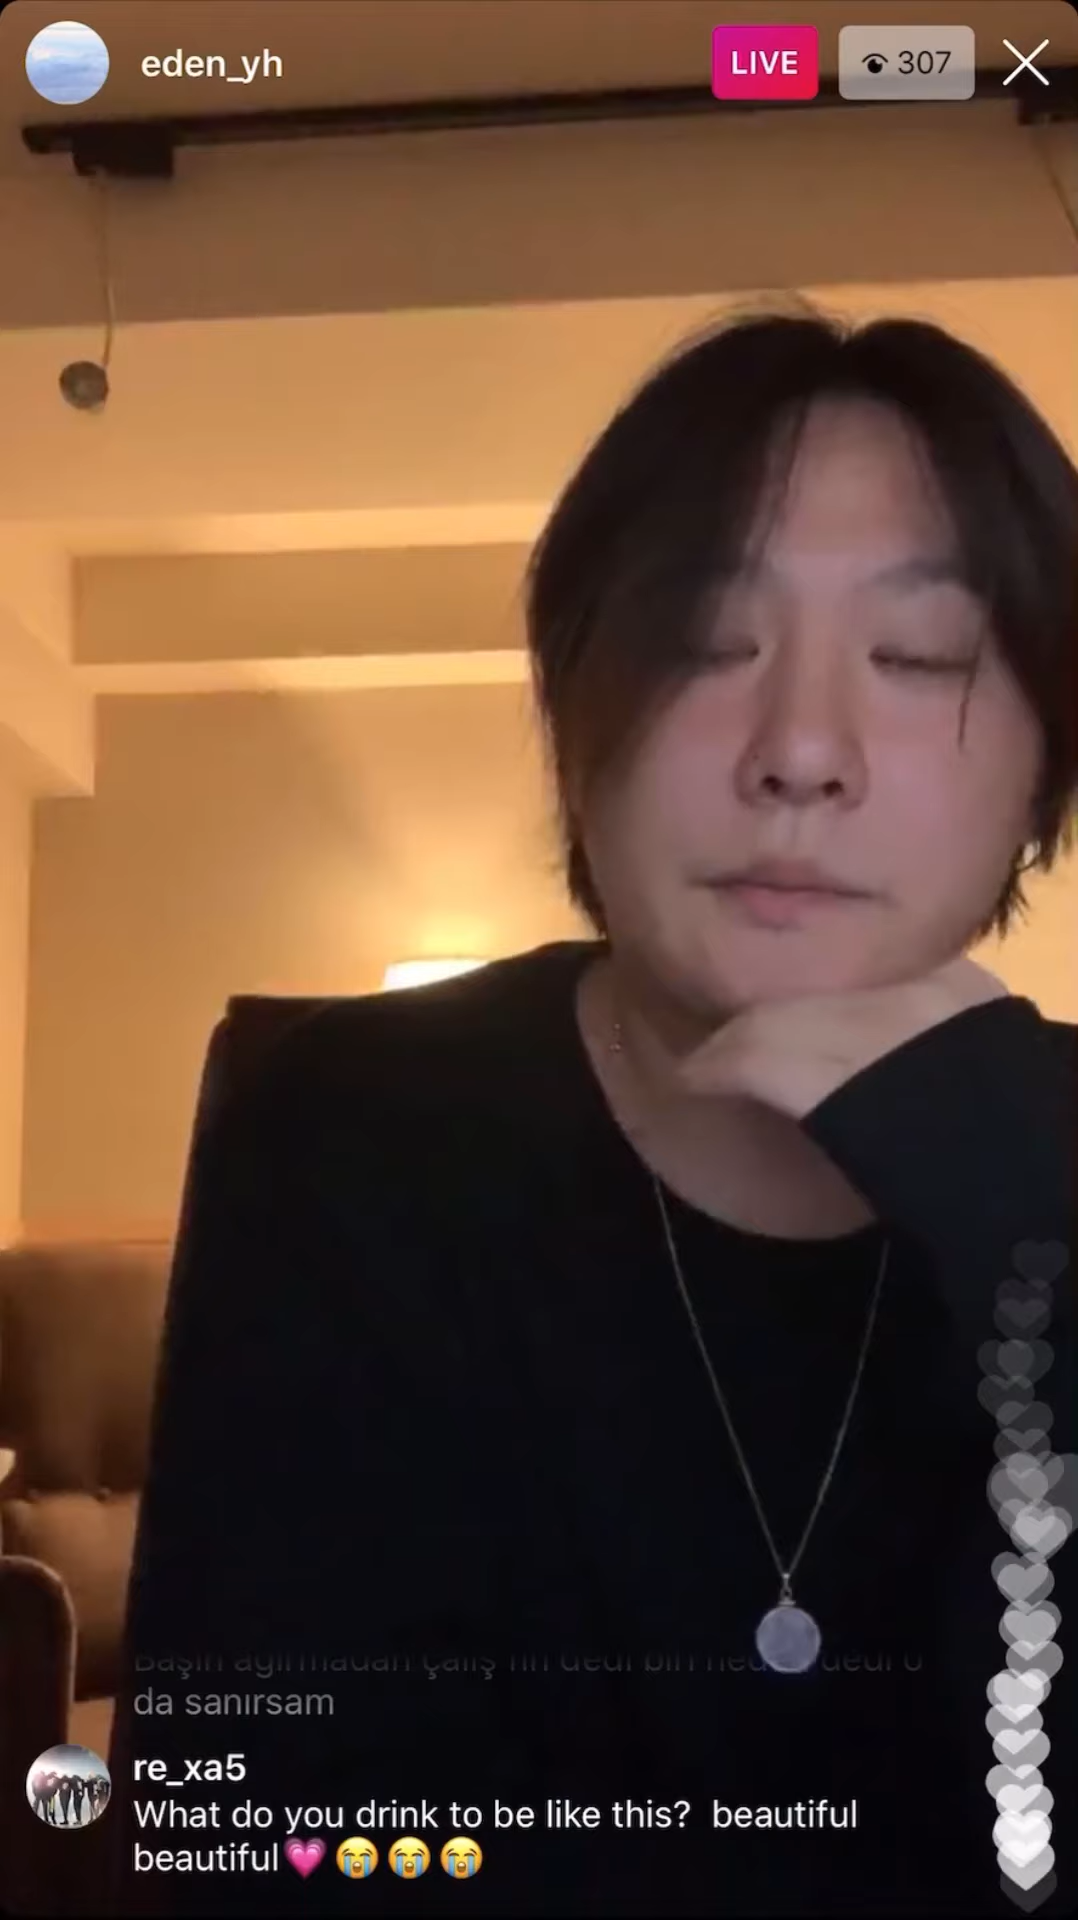 eden_yh
LIVE
307
da sanırsam
re_xa5
What do you drink to be like this?  beautiful
beautiful💗😭😭😭